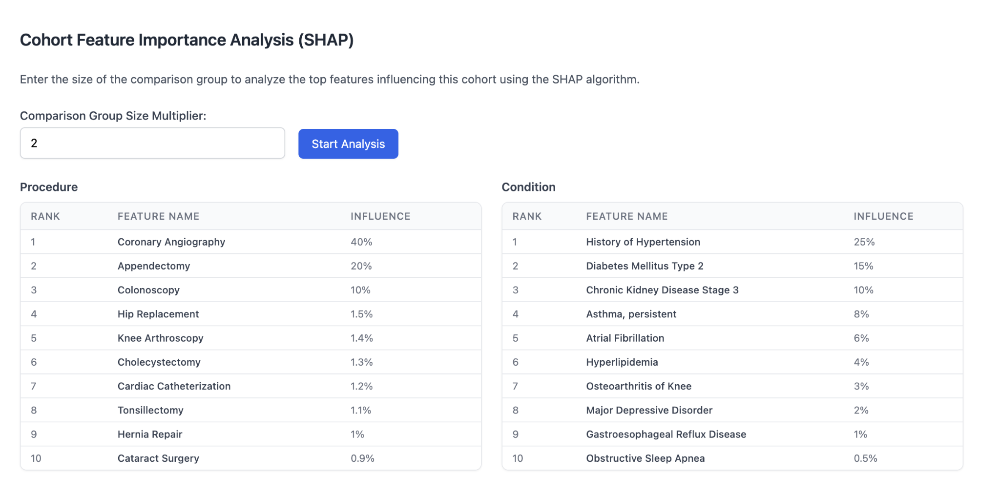 Cohort Feature Importance Analysis (SHAP)
Enter the size of the comparison group to analyze the top features influencing this cohort using the SHAP algorithm.
Comparison Group Size Multiplier:
2
Start Analysis
Procedure
RANK FEATURE NAME INFLUENCE
1 Coronary Angiography 40%
2 Appendectomy 20%
3 Colonoscopy 10%
4 Hip Replacement 1.5%
5 Knee Arthroscopy 1.4%
6 Cholecystectomy 1.3%
7 Cardiac Catheterization 1.2%
8 Tonsillectomy 1.1%
9 Hernia Repair 1%
10 Cataract Surgery 0.9%
Condition
RANK FEATURE NAME INFLUENCE
1 History of Hypertension 25%
2 Diabetes Mellitus Type 2 15%
3 Chronic Kidney Disease Stage 3 10%
4 Asthma, persistent 8%
5 Atrial Fibrillation 6%
6 Hyperlipidemia 4%
7 Osteoarthritis of Knee 3%
8 Major Depressive Disorder 2%
9 Gastroesophageal Reflux Disease 1%
10 Obstructive Sleep Apnea 0.5%